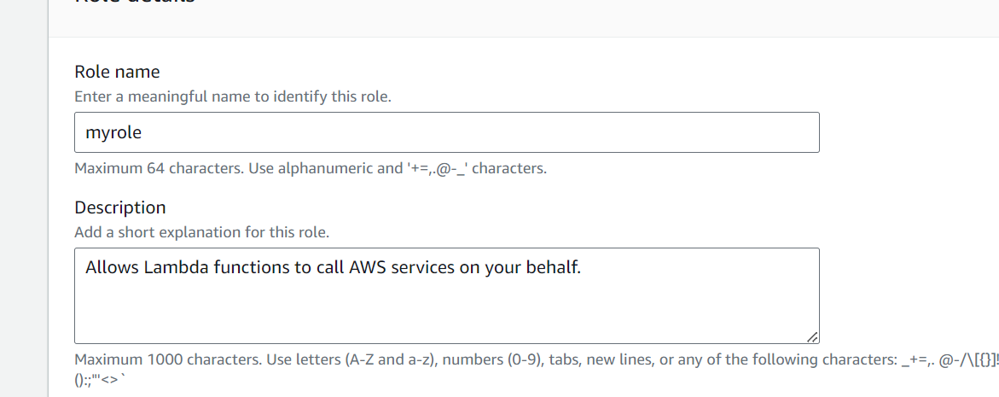 Role details
Role name
Enter a meaningful name to identify this role.
myrole
Maximum 64 characters. Use alphanumeric and '+=,.@-_' characters.
Description
Add a short explanation for this role.
Allows Lambda functions to call AWS services on your behalf.
Maximum 1000 characters. Use letters (A-Z and a-z), numbers (0-9), tabs, new lines, or any of the following characters: _+=,. @-/\[{}]!
():;"'<>`